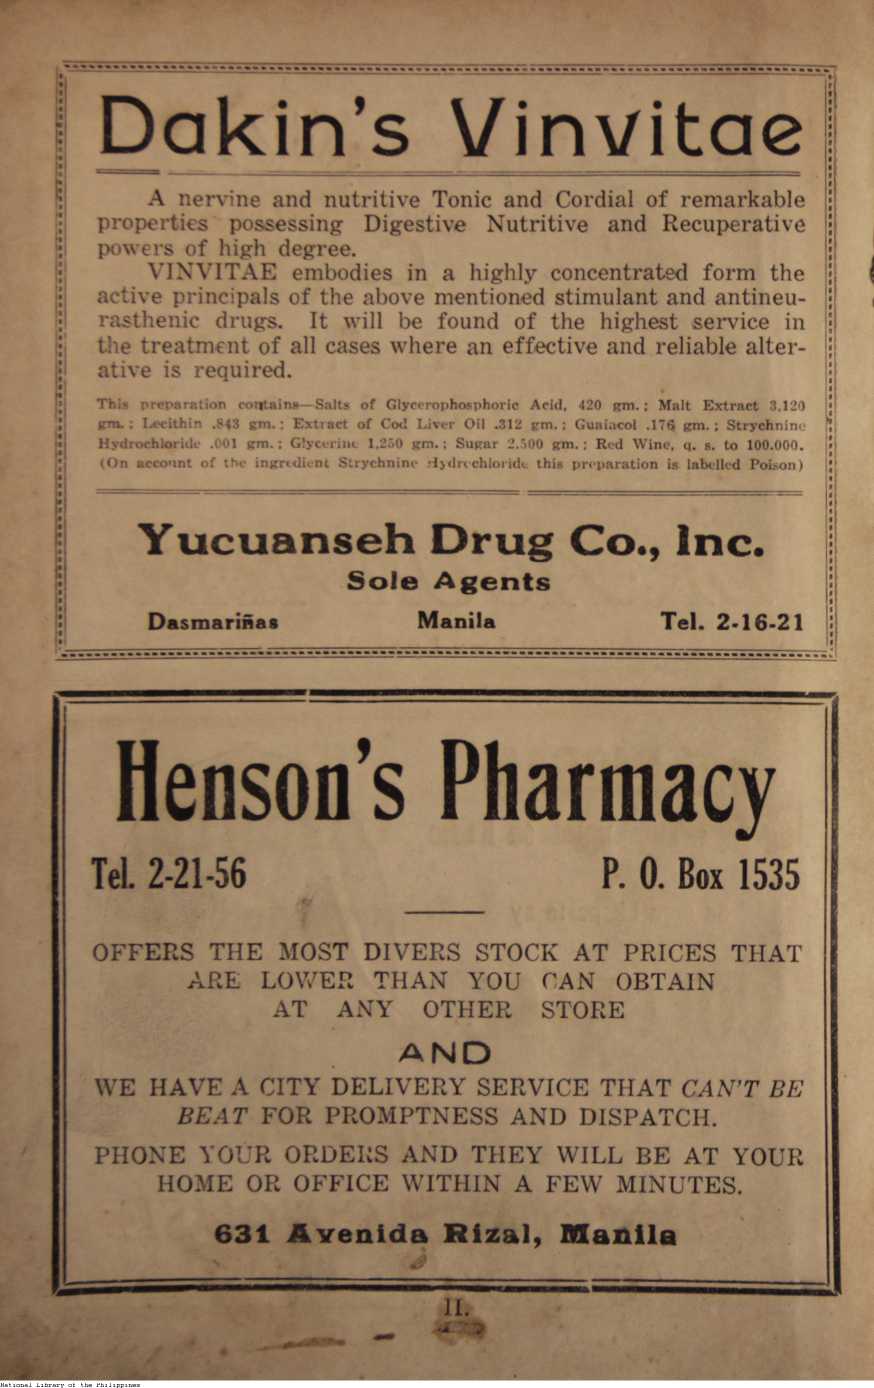 Dakin's Vinvitae
A nervine and nutritive Tonic and Cordial of remarkable
properties possessing Digestive Nutritive and Recuperative
powers of high degree.
VINVITAE embodies in a highly concentrated form the
active principals of the above mentioned stimulant and antineu-
rasthenic drugs. It will be found of the highest service in
the treatment of all cases where an effective and reliable alter-
ative is required.
This preparation contains—Salts of Glycerophosphoric Acid, 420 gm.; Malt Extract 3,120
gm.; Lecithin .843 gm.; Extract of Cod Liver Oil .312 gm.; Guaiacol .176 gm.; Strychnine
Hydrochloride .001 gm.; Glycerine 1,250 gm.; Sugar 2.500 gm.; Red Wine, q. s. to 100.000.
(On account of the ingredient Strychnine Hydrochloride this preparation is labelled Poison)
Yucuanseh Drug Co., Inc.
Sole Agents
Dasmariñas Manila Tel. 2-16-21
Henson's Pharmacy
Tel. 2-21-56 P. O. Box 1535
OFFERS THE MOST DIVERS STOCK AT PRICES THAT
ARE LOWER THAN YOU CAN OBTAIN
AT ANY OTHER STORE
AND
WE HAVE A CITY DELIVERY SERVICE THAT CAN'T BE
BEAT FOR PROMPTNESS AND DISPATCH.
PHONE YOUR ORDERS AND THEY WILL BE AT YOUR
HOME OR OFFICE WITHIN A FEW MINUTES.
631 Avenida Rizal, Manila
II.
National Library of the Philippines